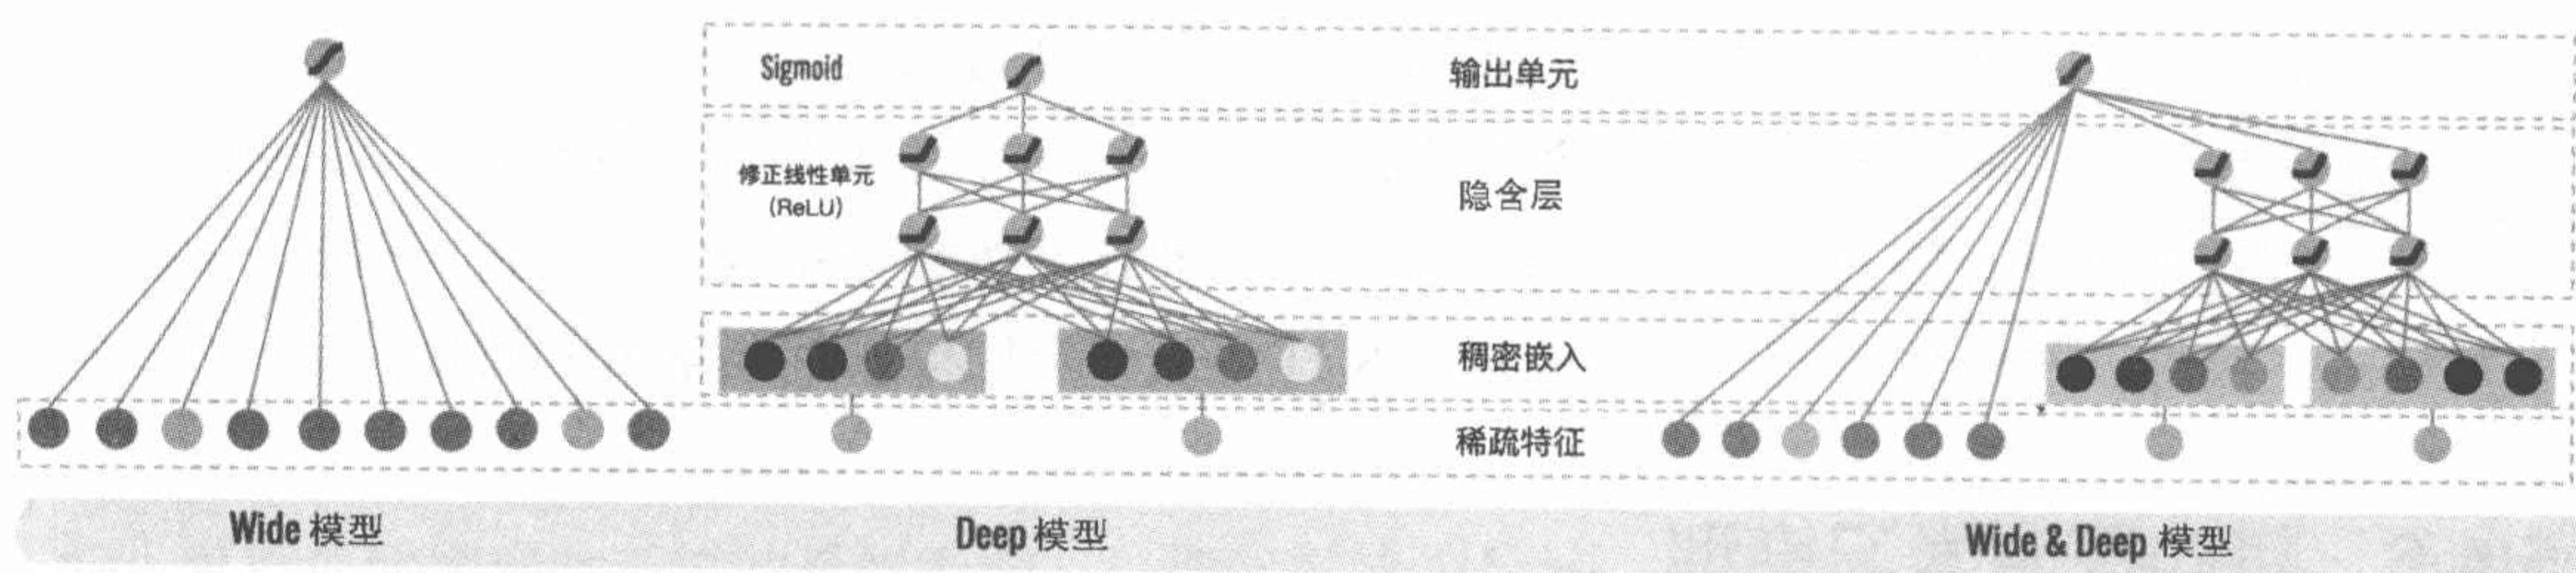 Sigmoid
输出单元
修正线性单元
(ReLU)
隐含层
稠密嵌入
稀疏特征
Wide 模型
Deep 模型
Wide & Deep 模型